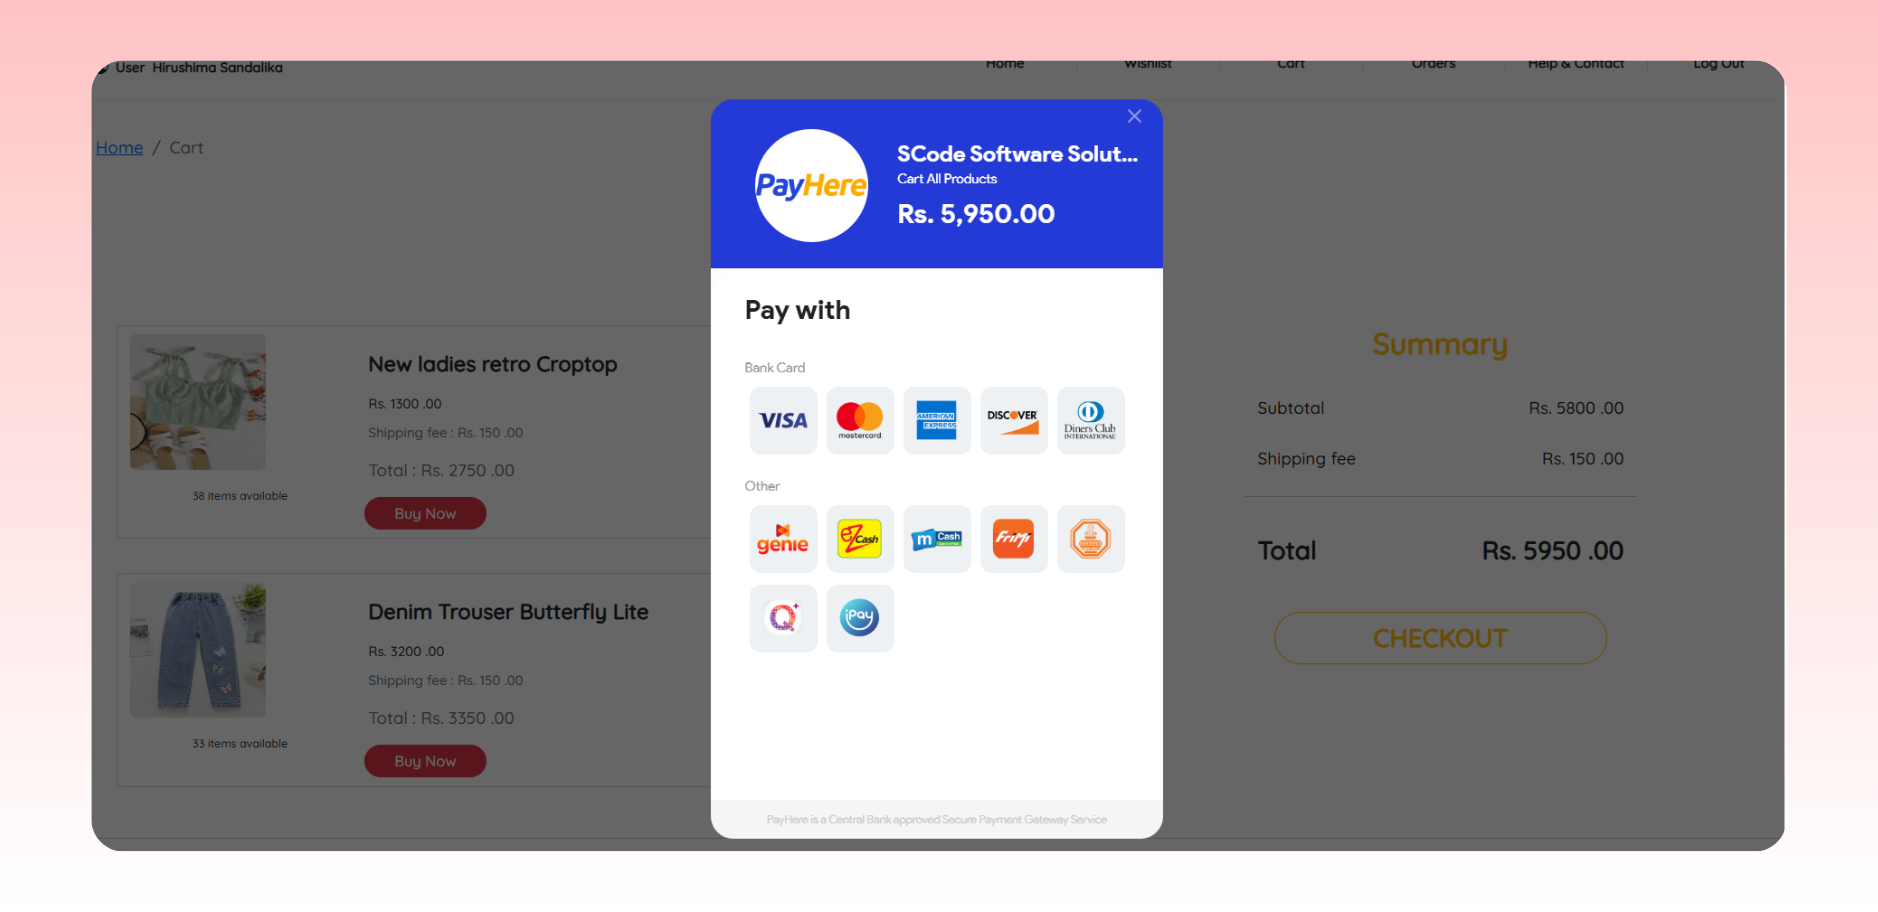 User Hirushima Sandalika
Home
Wishlist
Cart
Orders
Help & Contact
Log Out
Home / Cart
New ladies retro Croptop
Rs. 1300 .00
Shipping fee : Rs. 150 .00
Total : Rs. 2750 .00
38 items available
Buy Now
Denim Trouser Butterfly Lite
Rs. 3200 .00
Shipping fee : Rs. 150 .00
Total : Rs. 3350 .00
33 items available
Buy Now
PayHere
SCode Software Solut...
Cart All Products
Rs. 5,950.00
Pay with
Bank Card
VISA
mastercard
AMERICAN
EXPRESS
DISCOVER
Diners Club
INTERNATIONAL
Other
genie
eZ Cash
m Cash
FriMi
Q+
iPay
PayHere is a Central Bank approved Secure Payment Gateway Service
Summary
Subtotal Rs. 5800 .00
Shipping fee Rs. 150 .00
Total Rs. 5950 .00
CHECKOUT